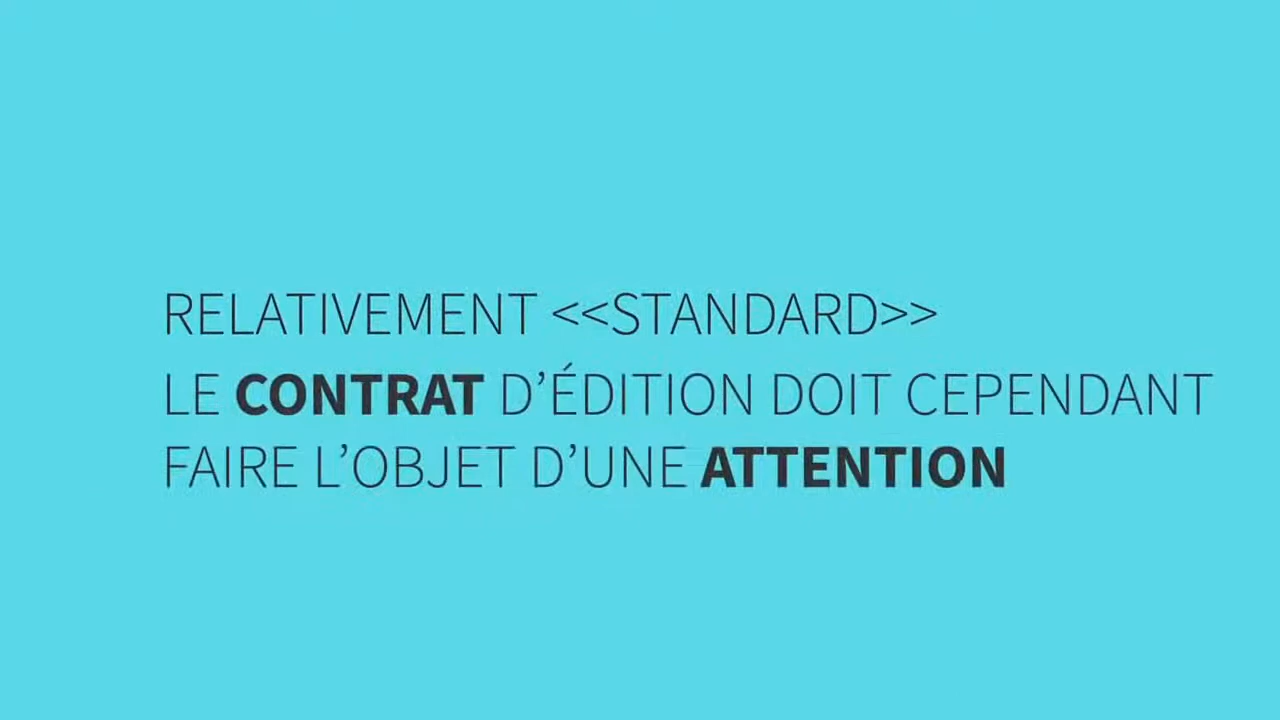 RELATIVEMENT <<STANDARD>>
LE CONTRAT D’ÉDITION DOIT CEPENDANT
FAIRE L’OBJET D’UNE ATTENTION